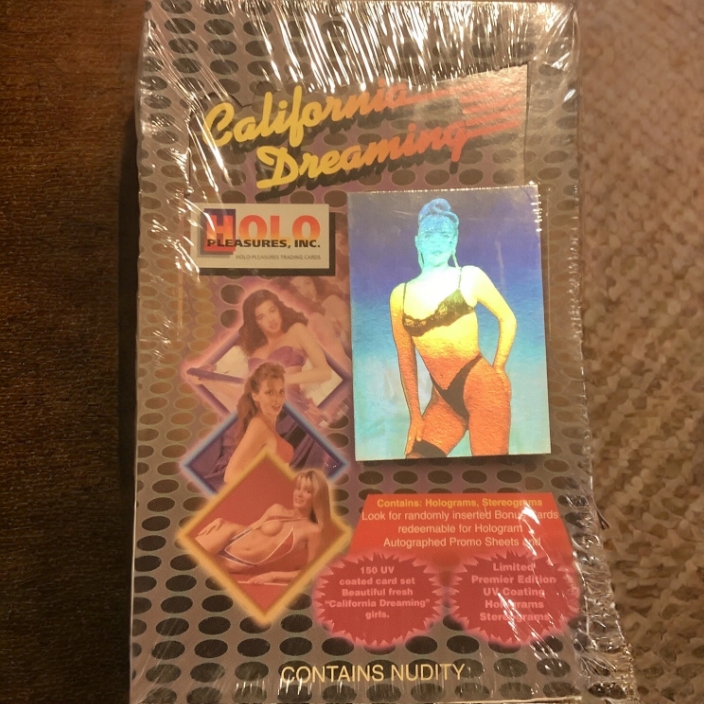 California
Dreaming
HOLO
PLEASURES, INC.
HOLO PLEASURES TRADING CARDS
Contains: Holograms, Stereograms
Look for randomly inserted Bonus Cards
redeemable for Hologram
Autographed Promo Sheets and
150 UV
coated card set
Beautiful fresh
"California Dreaming"
girls.
Limited
Premier Edition
UV Coating
Holograms
Stereograms
CONTAINS NUDITY